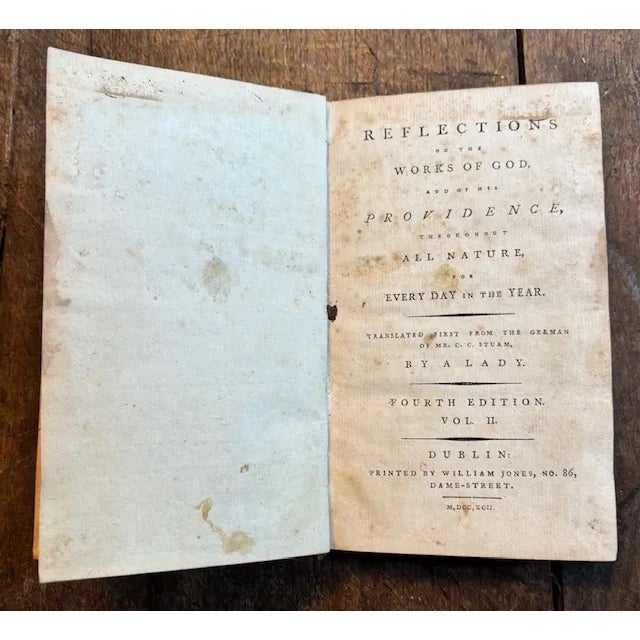 REFLECTIONS
ON THE
WORKS OF GOD,
AND OF HIS
PROVIDENCE,
THROUGHOUT
ALL NATURE,
FOR
EVERY DAY IN THE YEAR.
TRANSLATED FIRST FROM THE GERMAN
OF MR. C. C. STURM,
BY A LADY.
FOURTH EDITION.
VOL. II.
DUBLIN:
PRINTED BY WILLIAM JONES, NO. 86,
DAME-STREET.
M,DCC,XCII.